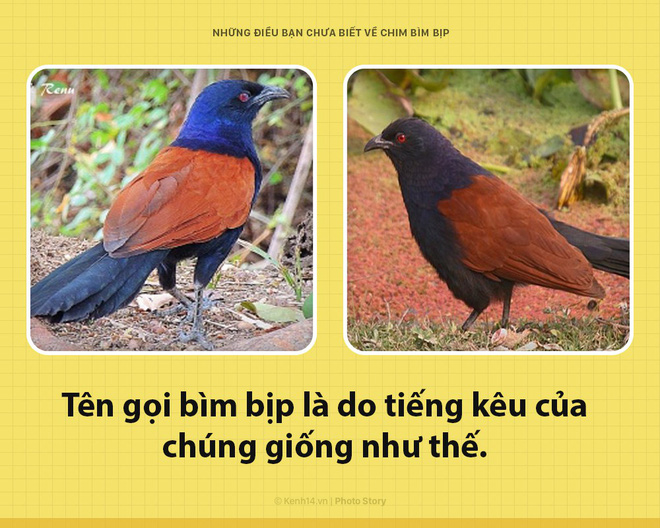 NHỮNG ĐIỀU BẠN CHƯA BIẾT VỀ CHIM BÌM BỊP
Renu
Tên gọi bìm bịp là do tiếng kêu của
chúng giống như thế.
© Kenh14.vn | Photo Story